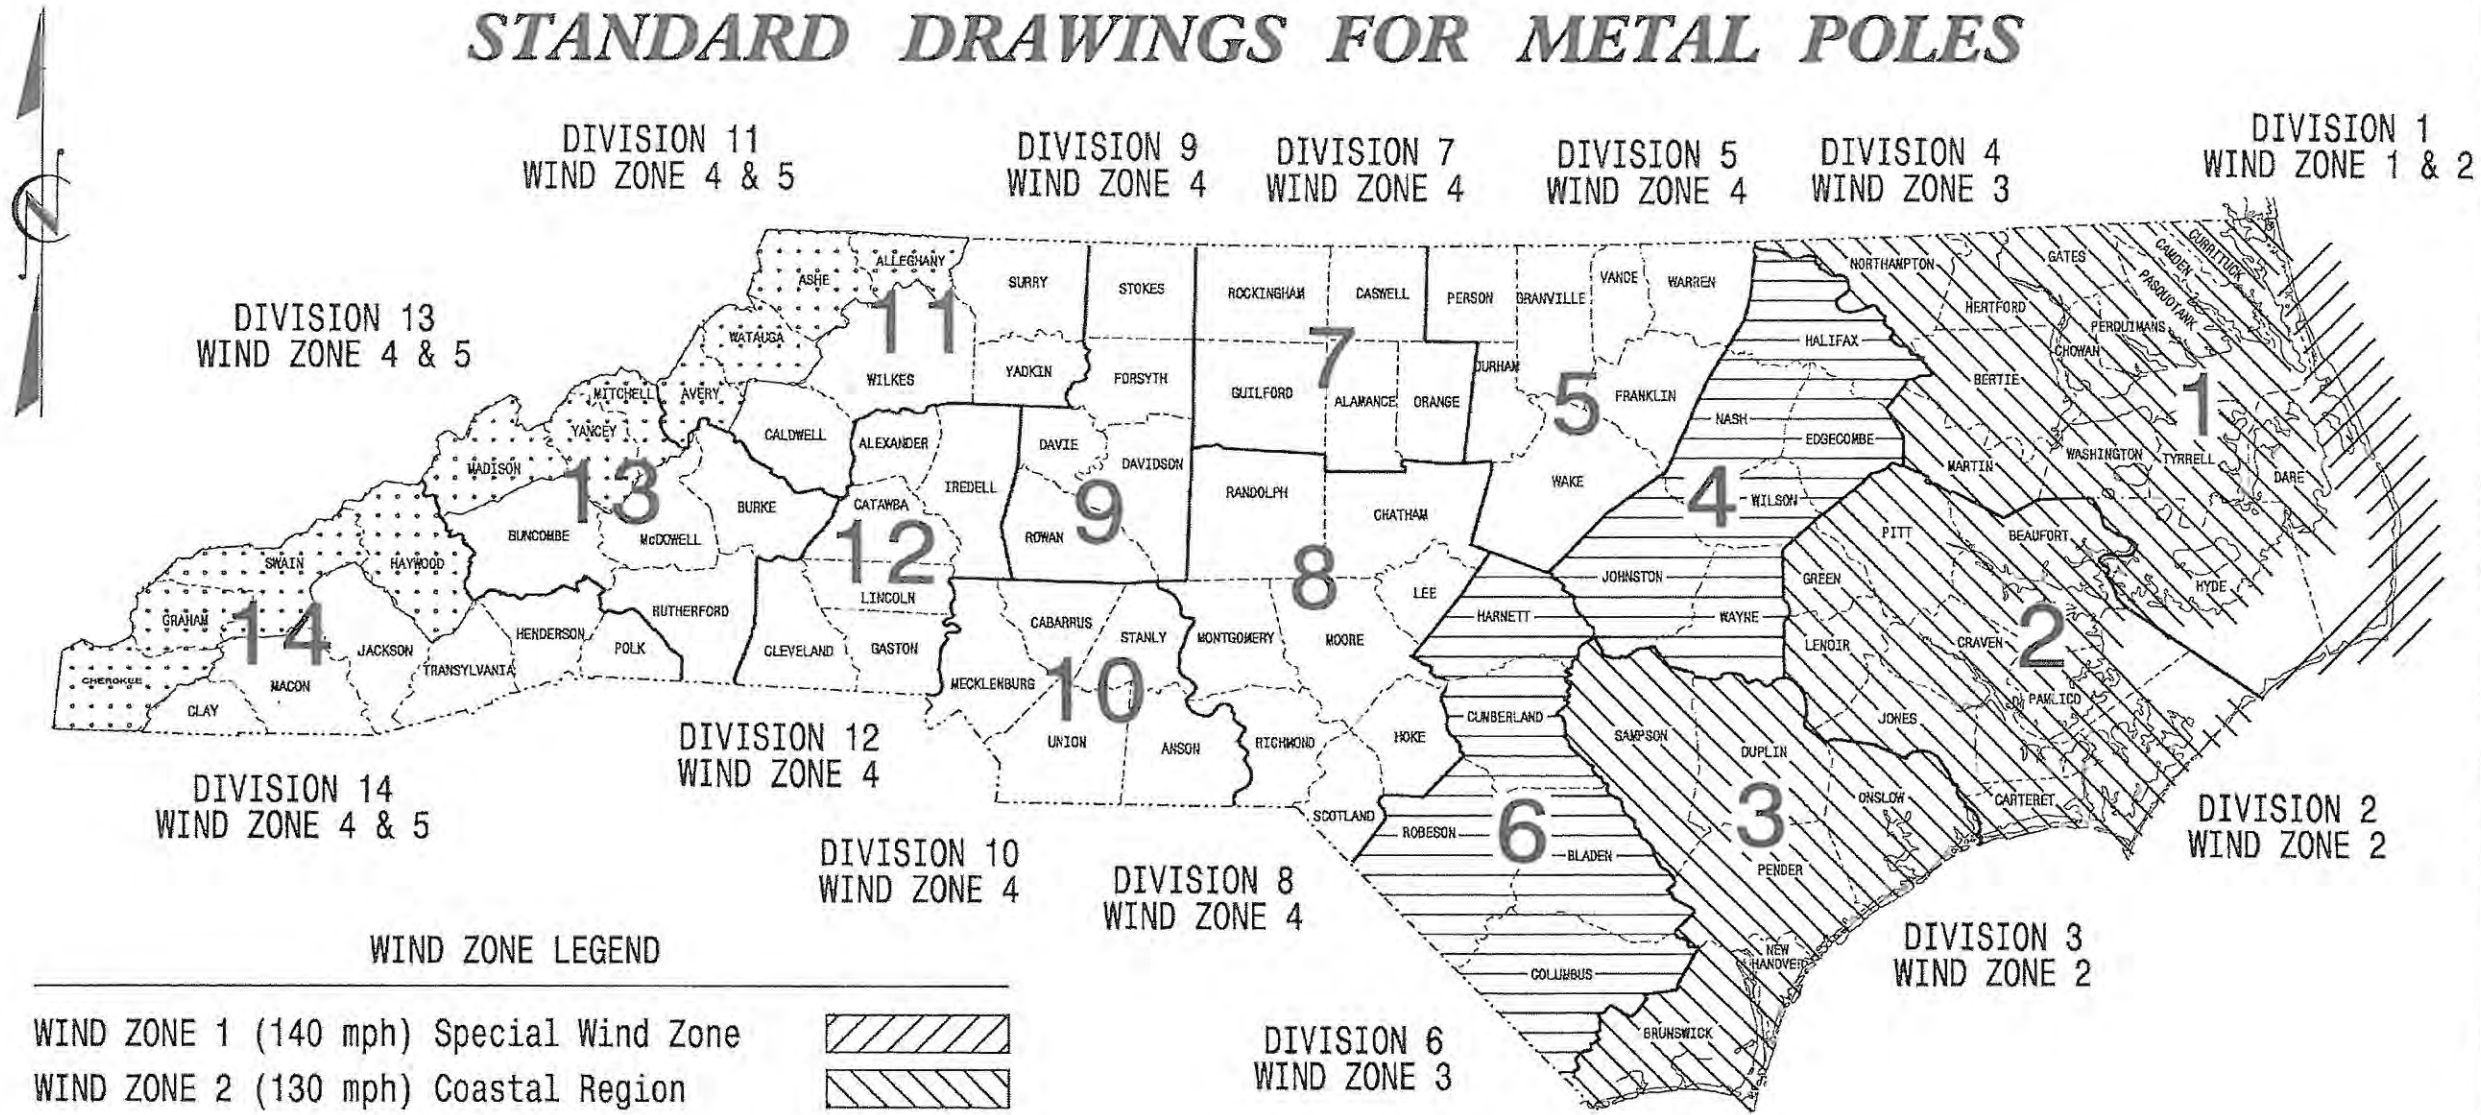 STANDARD DRAWINGS FOR METAL POLES
DIVISION 11
WIND ZONE 4 & 5
DIVISION 9
WIND ZONE 4
DIVISION 7
WIND ZONE 4
DIVISION 5
WIND ZONE 4
DIVISION 4
WIND ZONE 3
DIVISION 1
WIND ZONE 1 & 2
DIVISION 13
WIND ZONE 4 & 5
N
ASHE
ALLEGHANY
SURRY
STOKES
ROCKINGHAM
CASWELL
PERSON
GRANVILLE
VANCE
WARREN
NORTHAMPTON
GATES
CAMDEN
CURRITUCK
PASQUOTANK
HERTFORD
PERQUIMANS
CHOWAN
HALIFAX
WATAUGA
11
WILKES
YADKIN
FORSYTH
7
GUILFORD
ALAMANCE
ORANGE
DURHAM
5
FRANKLIN
BERTIE
1
MITCHELL
AVERY
YANCEY
CALDWELL
ALEXANDER
DAVIE
DAVIDSON
NASH
EDGECOMBE
MADISON
13
BURKE
CATAWBA
IREDELL
9
RANDOLPH
CHATHAM
WAKE
4
WILSON
MARTIN
WASHINGTON
TYRRELL
DARE
BUNCOMBE
McDOWELL
12
ROWAN
PITT
BEAUFORT
SWAIN
HAYWOOD
LINCOLN
8
LEE
JOHNSTON
GREEN
HYDE
GRAHAM
14
JACKSON
TRANSYLVANIA
HENDERSON
POLK
RUTHERFORD
CLEVELAND
GASTON
CABARRUS
STANLY
MONTGOMERY
MOORE
HARNETT
WAYNE
LENOIR
CRAVEN
2
CHEROKEE
CLAY
MACON
MECKLENBURG
10
UNION
ANSON
RICHMOND
HOKE
CUMBERLAND
SAMPSON
DUPLIN
JONES
PAMLICO
SCOTLAND
ROBESON
6
BLADEN
3
ONSLOW
CARTERET
PENDER
COLUMBUS
NEW
HANOVER
BRUNSWICK
DIVISION 14
WIND ZONE 4 & 5
DIVISION 12
WIND ZONE 4
DIVISION 10
WIND ZONE 4
DIVISION 8
WIND ZONE 4
DIVISION 6
WIND ZONE 3
DIVISION 3
WIND ZONE 2
DIVISION 2
WIND ZONE 2
WIND ZONE LEGEND
WIND ZONE 1 (140 mph) Special Wind Zone
WIND ZONE 2 (130 mph) Coastal Region